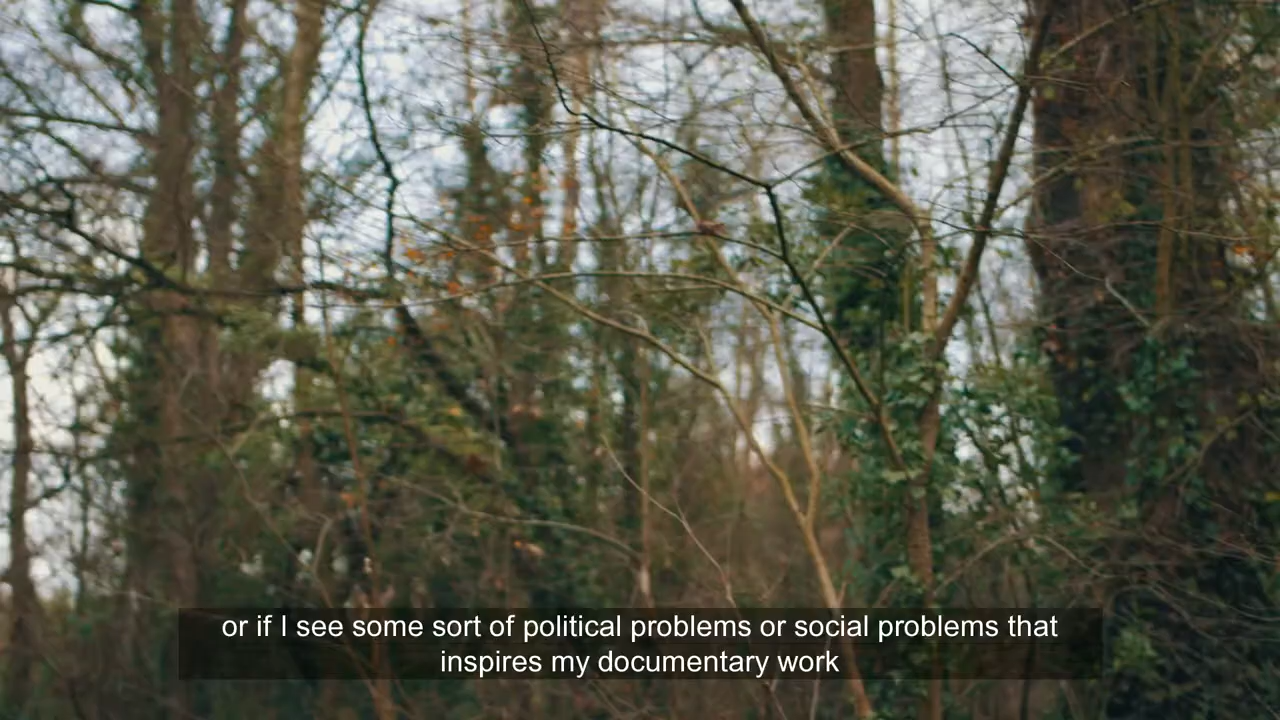 or if I see some sort of political problems or social problems that
inspires my documentary work